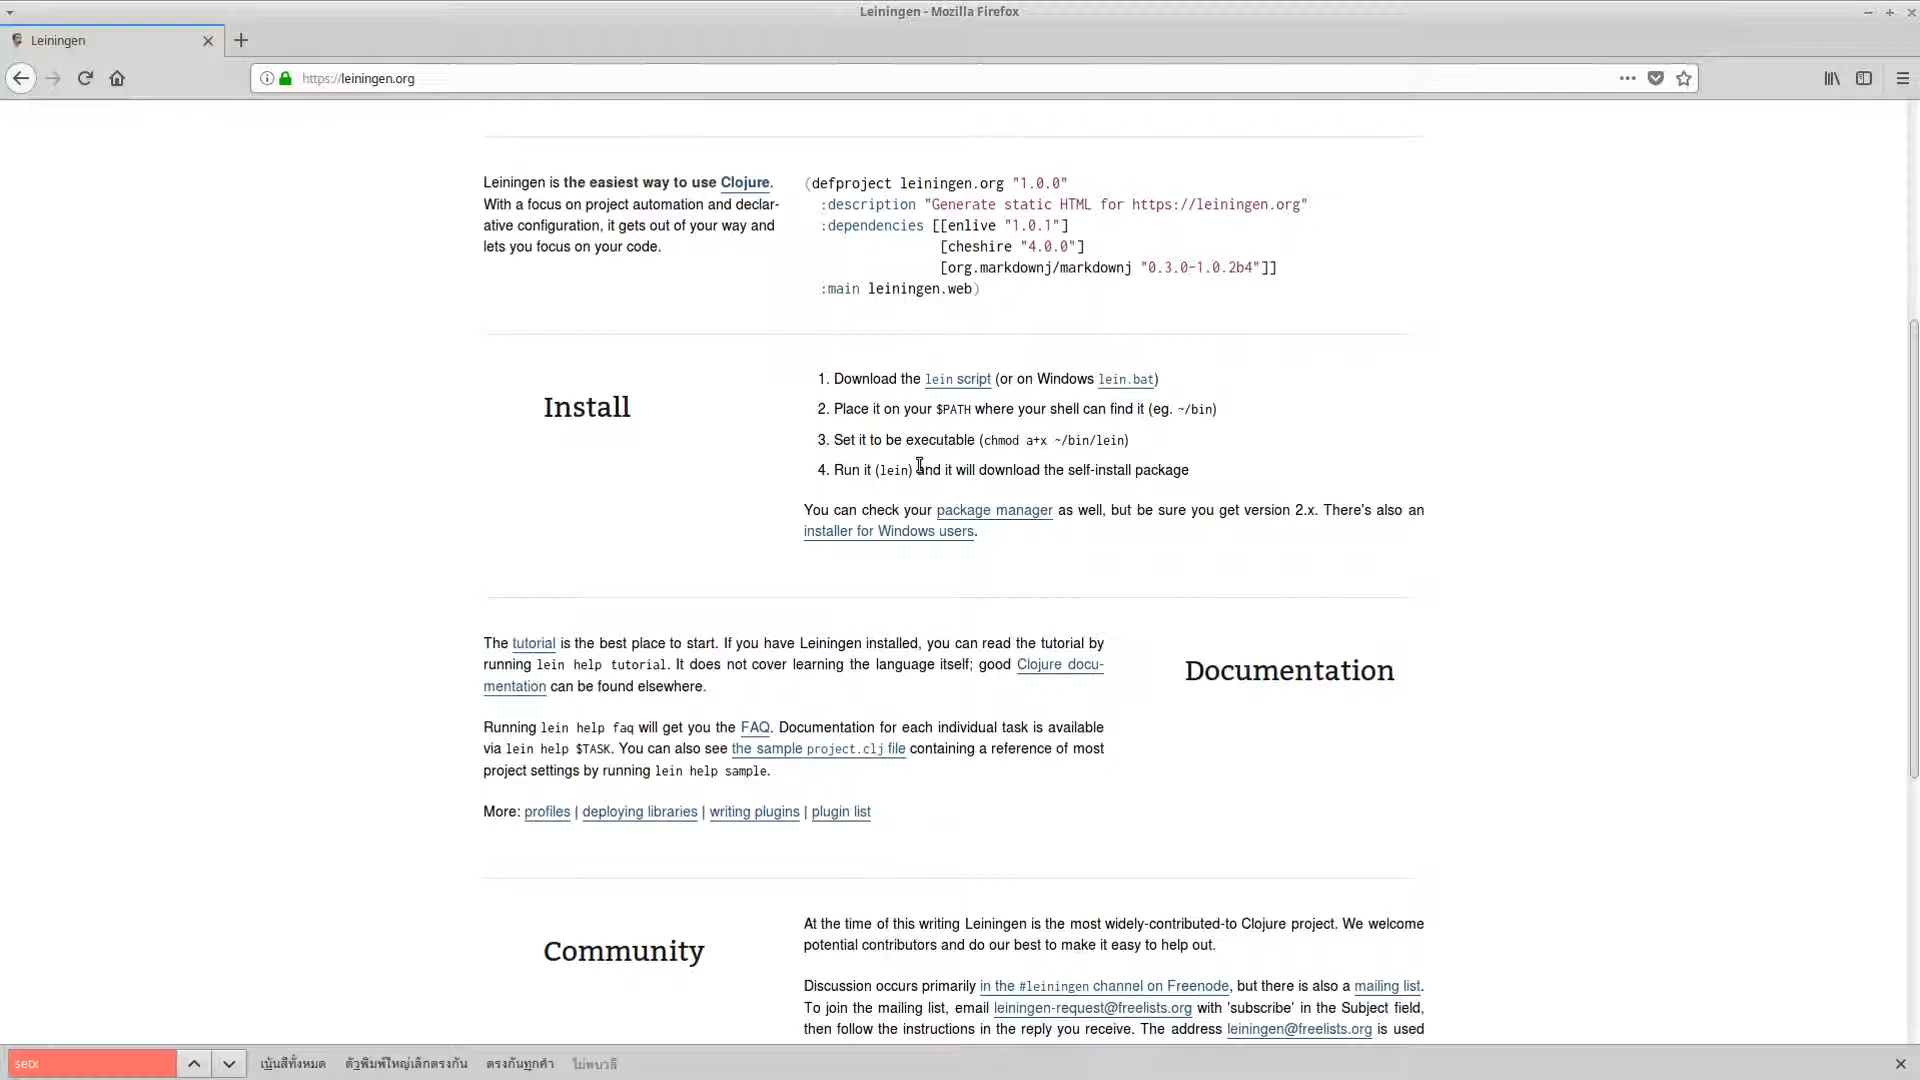 Leiningen - Mozilla Firefox
Leiningen
https://leiningen.org
Leiningen is the easiest way to use Clojure.
With a focus on project automation and declar-
ative configuration, it gets out of your way and
lets you focus on your code.
(defproject leiningen.org "1.0.0"
:description "Generate static HTML for https://leiningen.org"
:dependencies [[enlive "1.0.1"]
[cheshire "4.0.0"]
[org.markdownj/markdownj "0.3.0-1.0.2b4"]]
:main leiningen.web)
Install
1. Download the lein script (or on Windows lein.bat)
2. Place it on your $PATH where your shell can find it (eg. ~/bin)
3. Set it to be executable (chmod a+x ~/bin/lein)
4. Run it (lein) and it will download the self-install package
You can check your package manager as well, but be sure you get version 2.x. There's also an
installer for Windows users.
The tutorial is the best place to start. If you have Leiningen installed, you can read the tutorial by
running lein help tutorial. It does not cover learning the language itself; good Clojure docu-
mentation can be found elsewhere.
Running lein help faq will get you the FAQ. Documentation for each individual task is available
via lein help $TASK. You can also see the sample project.clj file containing a reference of most
project settings by running lein help sample.
More: profiles | deploying libraries | writing plugins | plugin list
Documentation
Community
At the time of this writing Leiningen is the most widely-contributed-to Clojure project. We welcome
potential contributors and do our best to make it easy to help out.
Discussion occurs primarily in the #leiningen channel on Freenode, but there is also a mailing list.
To join the mailing list, email leiningen-request@freelists.org with 'subscribe' in the Subject field,
then follow the instructions in the reply you receive. The address leiningen@freelists.org is used
setx เน้นสีทั้งหมด ตัวพิมพ์ใหญ่เล็กตรงกัน ตรงกันทุกคำ ไม่พบวลี